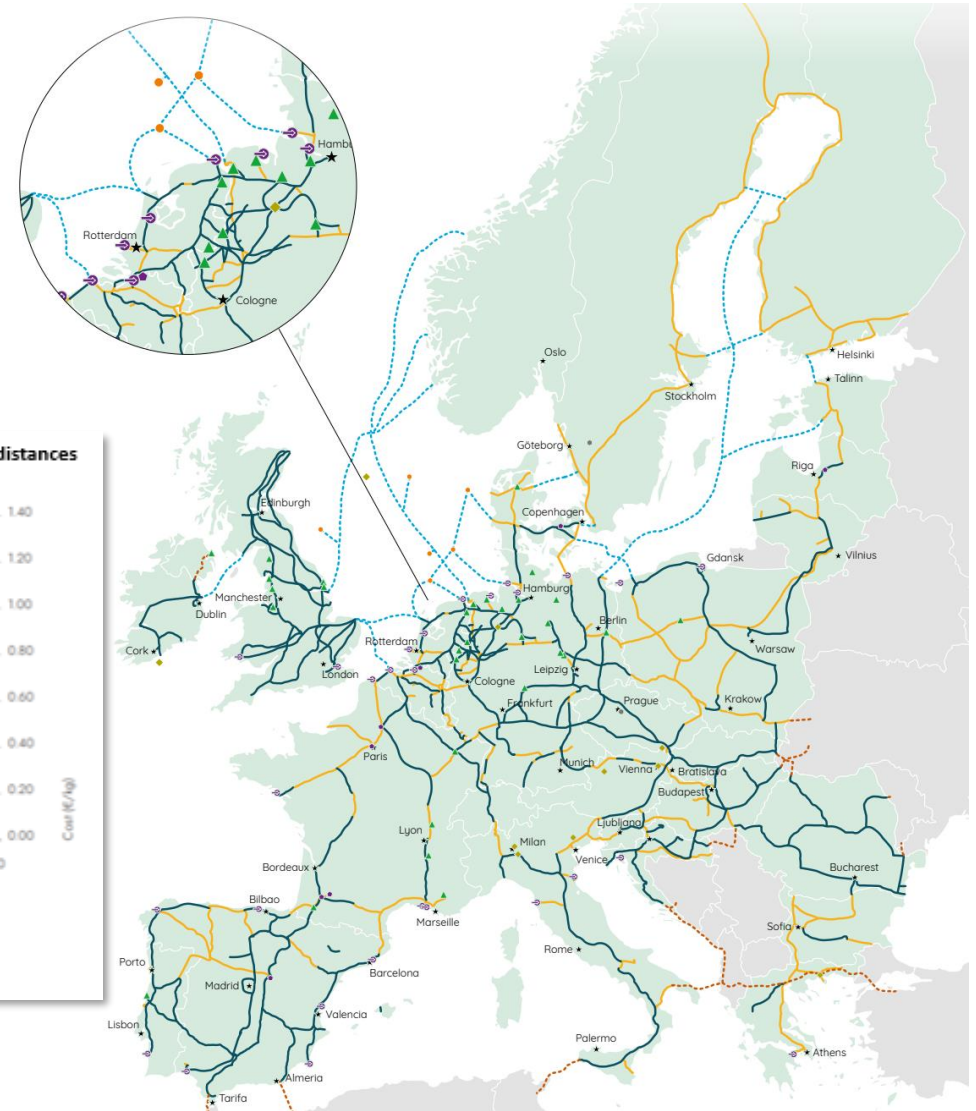 Hambu
Rotterdam
Cologne
distances
1.40
1.20
1.00
0.80
0.60
0.40
0.20
0.00
0
Cost (€/kg)
Oslo
Helsinki
Talinn
Stockholm
Göteborg
Riga
Edinburgh
Copenhagen
Vilnius
Gdansk
Manchester
Hamburg
Dublin
Berlin
Cork
Rotterdam
Warsaw
London
Leipzig
Cologne
Frankfurt
Prague
Krakow
Paris
Munich
Vienna
Bratislava
Budapest
Lyon
Ljubljana
Milan
Venice
Bordeaux
Bucharest
Bilbao
Marseille
Sofia
Rome
Porto
Barcelona
Madrid
Valencia
Lisbon
Palermo
Athens
Almeria
Tarifa